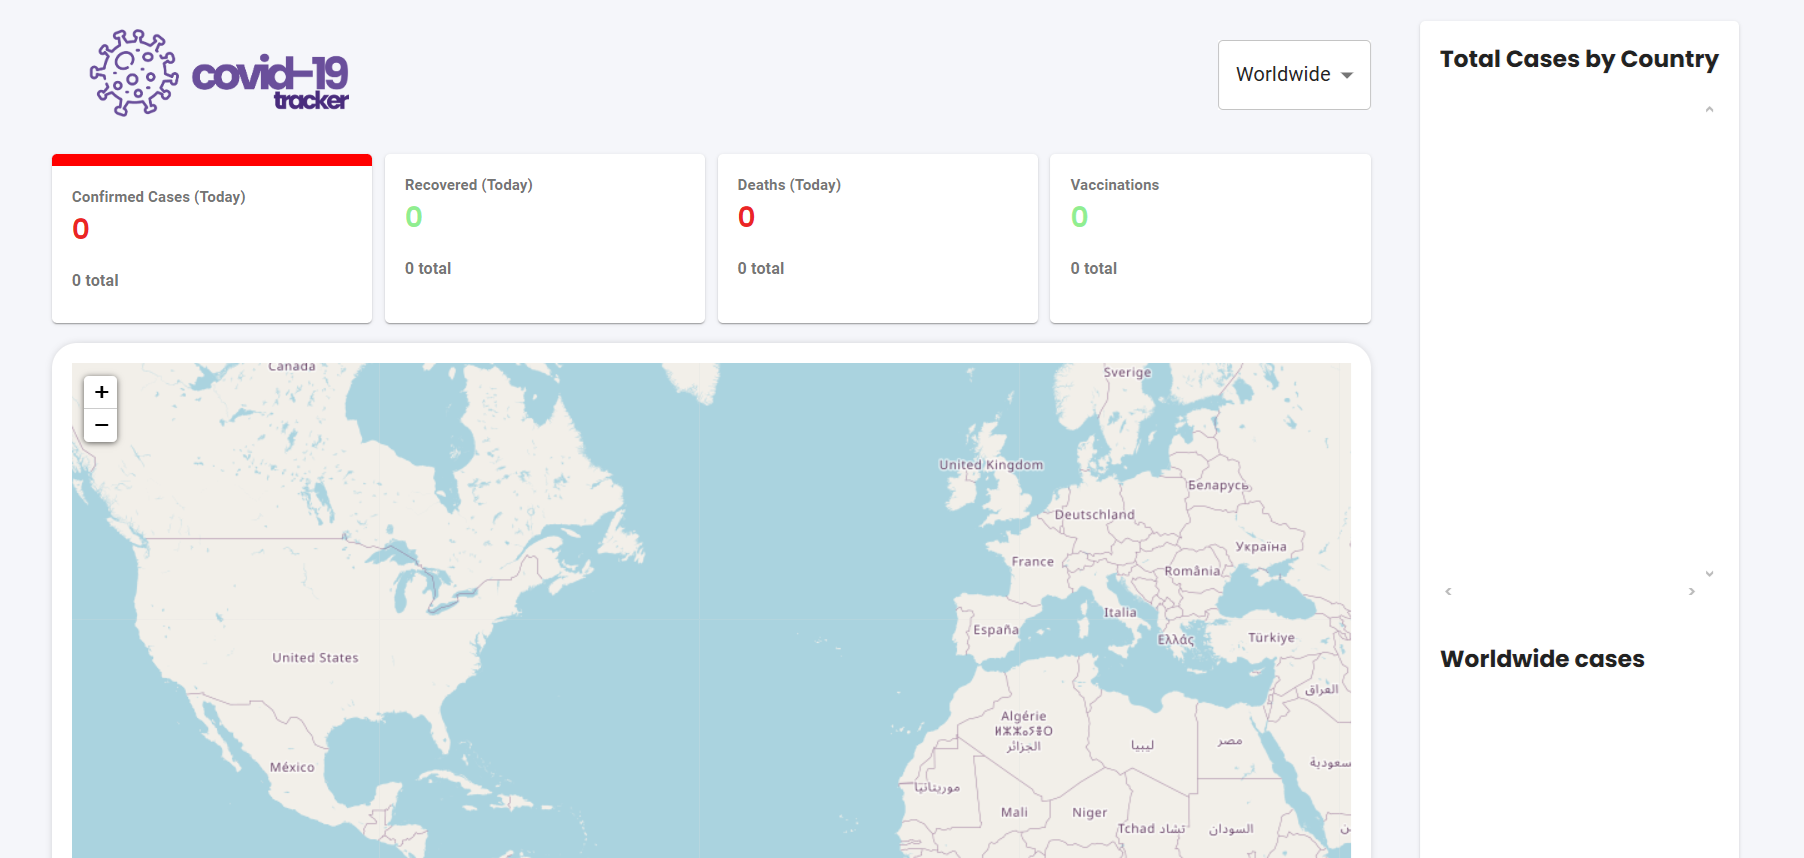 covid-19
tracker
Worldwide
Total Cases by Country
Confirmed Cases (Today)
0
0 total
Recovered (Today)
0
0 total
Deaths (Today)
0
0 total
Vaccinations
0
0 total
+
−
Canada
Sverige
United Kingdom
Беларусь
Deutschland
Україна
France
România
Italia
España
Ελλάς
Türkiye
United States
العراق
Algérie
ⵍⵣⵣⴰⵢⴻⵔ
الجزائر
ليبيا
مصر
México
موريتانيا
Mali
Niger
Tchad تشاد
السودان
Worldwide cases